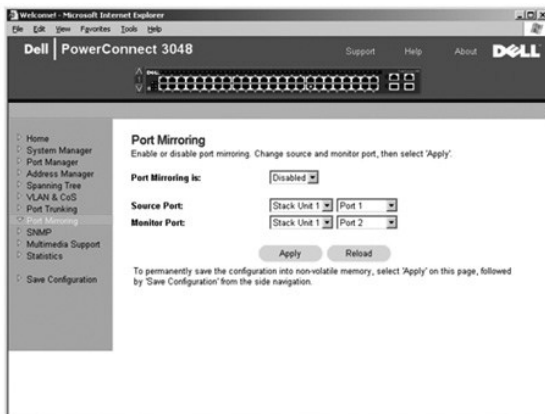 Welcome! - Microsoft Internet Explorer
File Edit View Favorites Tools Help
Dell PowerConnect 3048
Support Help About DELL
Home
System Manager
Port Manager
Address Manager
Spanning Tree
VLAN & CoS
Port Trunking
Port Mirroring
SNMP
Multimedia Support
Statistics
Save Configuration
Port Mirroring
Enable or disable port mirroring. Change source and monitor port, then select 'Apply'.
Port Mirroring is: Disabled
Source Port: Stack Unit 1 Port 1
Monitor Port: Stack Unit 1 Port 2
Apply Reload
To permanently save the configuration into non-volatile memory, select 'Apply' on this page, followed
by 'Save Configuration' from the side navigation.